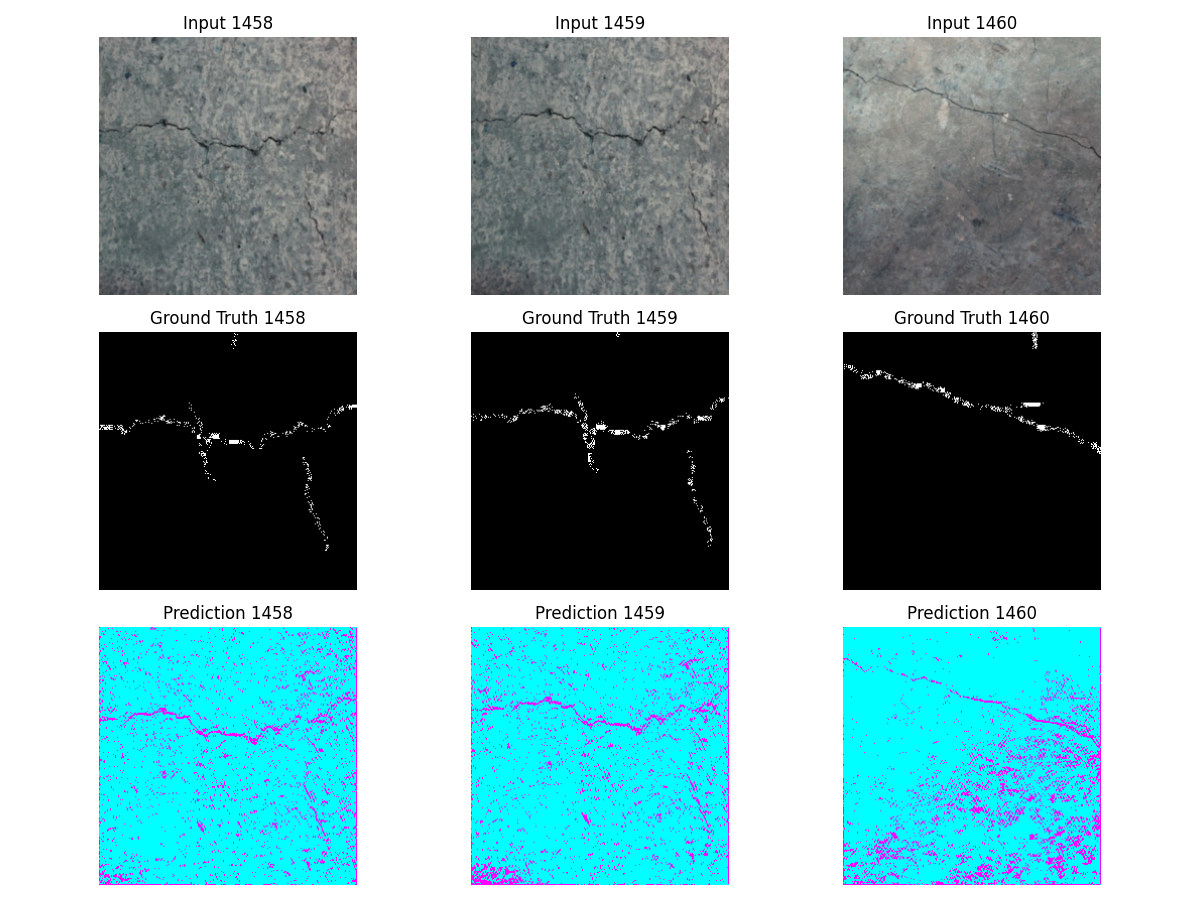 Input 1458
Input 1459
Input 1460
Ground Truth 1458
Ground Truth 1459
Ground Truth 1460
Prediction 1458
Prediction 1459
Prediction 1460